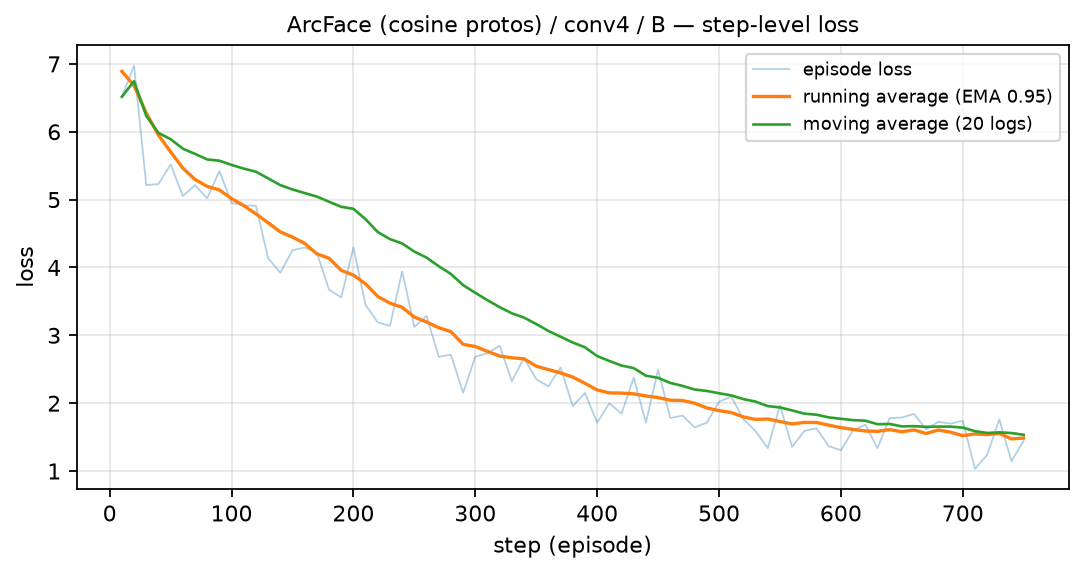 ArcFace (cosine protos) / conv4 / B — step-level loss
episode loss
running average (EMA 0.95)
moving average (20 logs)
loss
7
6
5
4
3
2
1
0 100 200 300 400 500 600 700
step (episode)